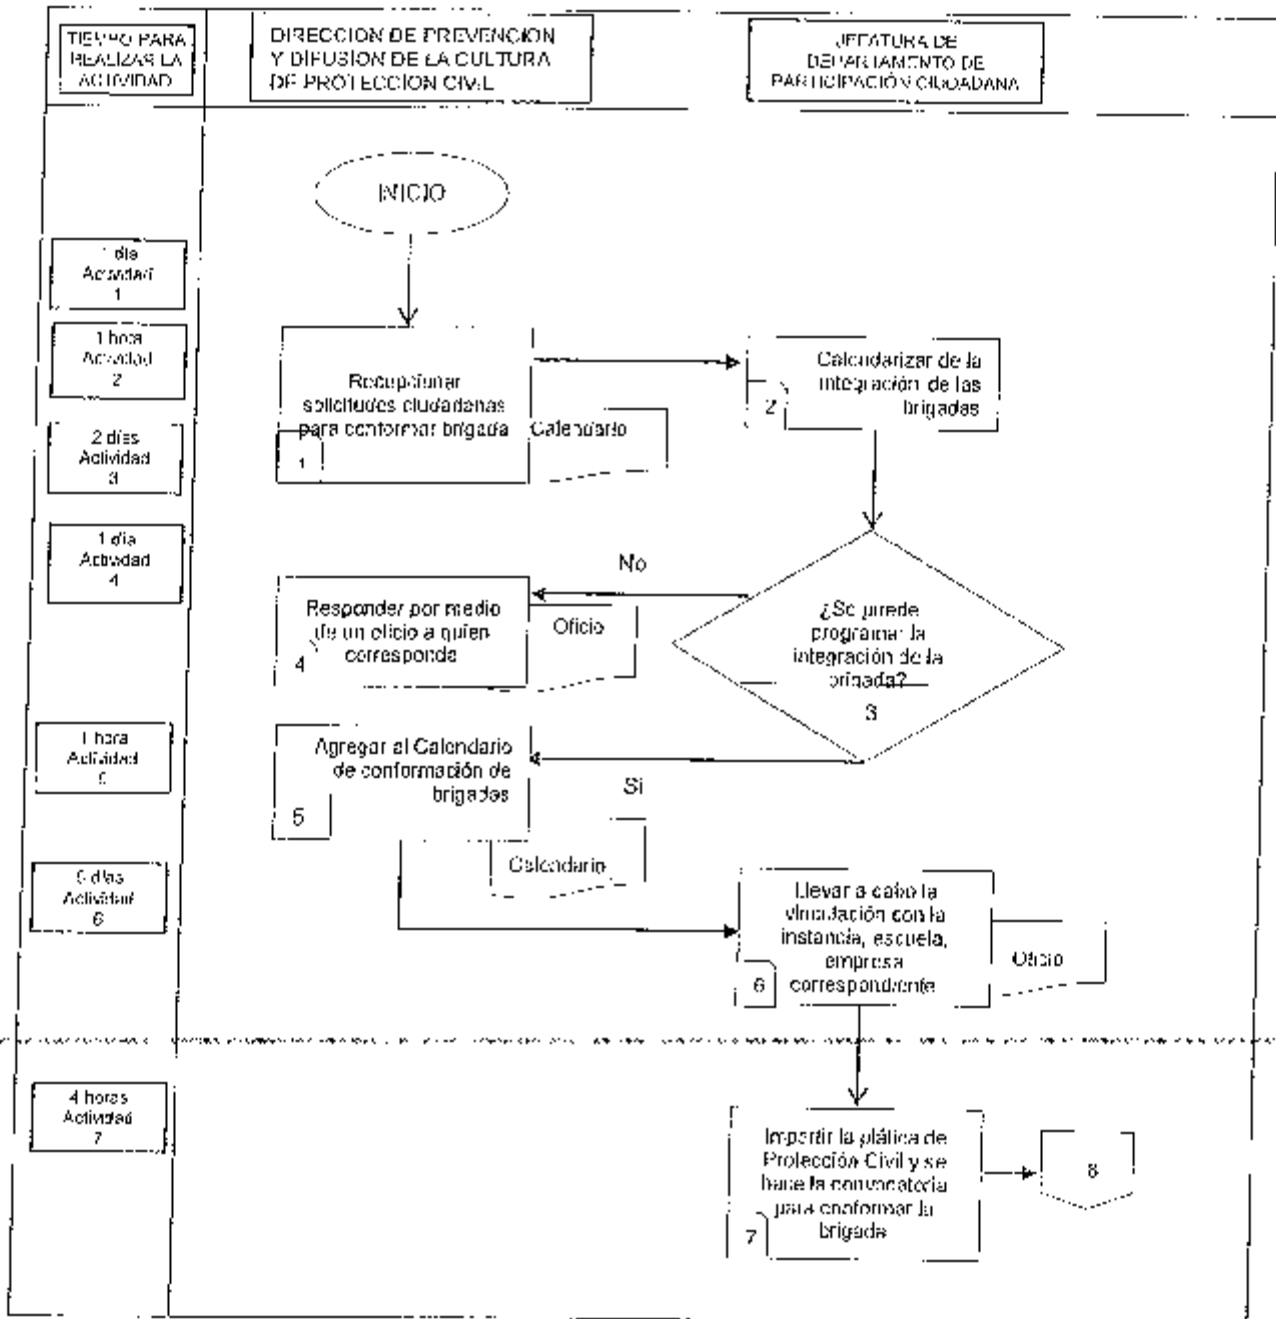 TIEMPO PARA
REALIZAR LA
ACTIVIDAD
DIRECCION DE PREVENCION
Y DIFUSION DE LA CULTURA
DE PROTECCION CIVIL
JEFATURA DE
DEPARTAMENTO DE
PARTICIPACIÓN CIUDADANA
INICIO
1 día
Actividad
1
1 hora
Actividad
2
Recepcionar
solicitudes ciudadanas
para conformar brigada
1
Calendario
Calendarizar de la
integración de las
brigadas
2
2 días
Actividad
3
1 día
Actividad
4
No
Responder por medio
de un oficio a quien
corresponda
4
Oficio
¿Se puede
programar la
integración de la
brigada?
3
1 hora
Actividad
5
Agregar al Calendario
de conformación de
brigadas
5
Si
Calendario
días
Actividad
6
Llevar a cabo la
vinculación con la
instancia, escuela,
empresa
correspondiente
6
Oficio
4 horas
Actividad
7
Impartir la plática de
Protección Civil y se
hace la convocatoria
para conformar la
brigada
7
8